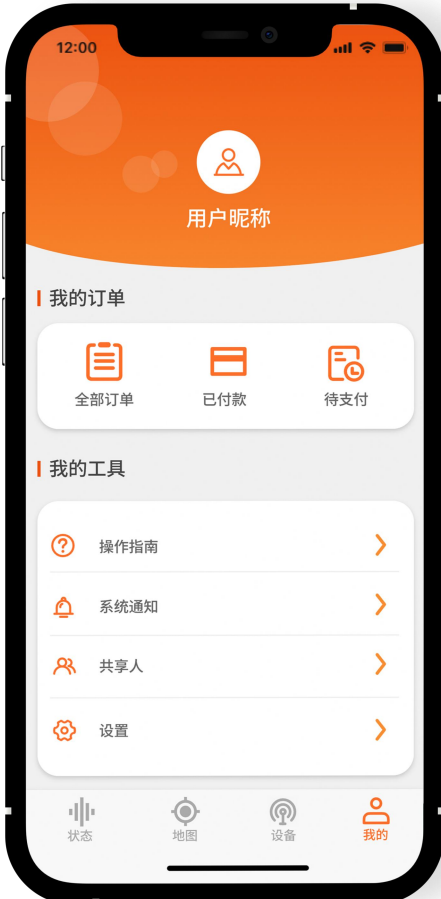 12:00
用户昵称
我的订单
全部订单
已付款
待支付
我的工具
操作指南
系统通知
共享人
设置
状态
地图
设备
我的